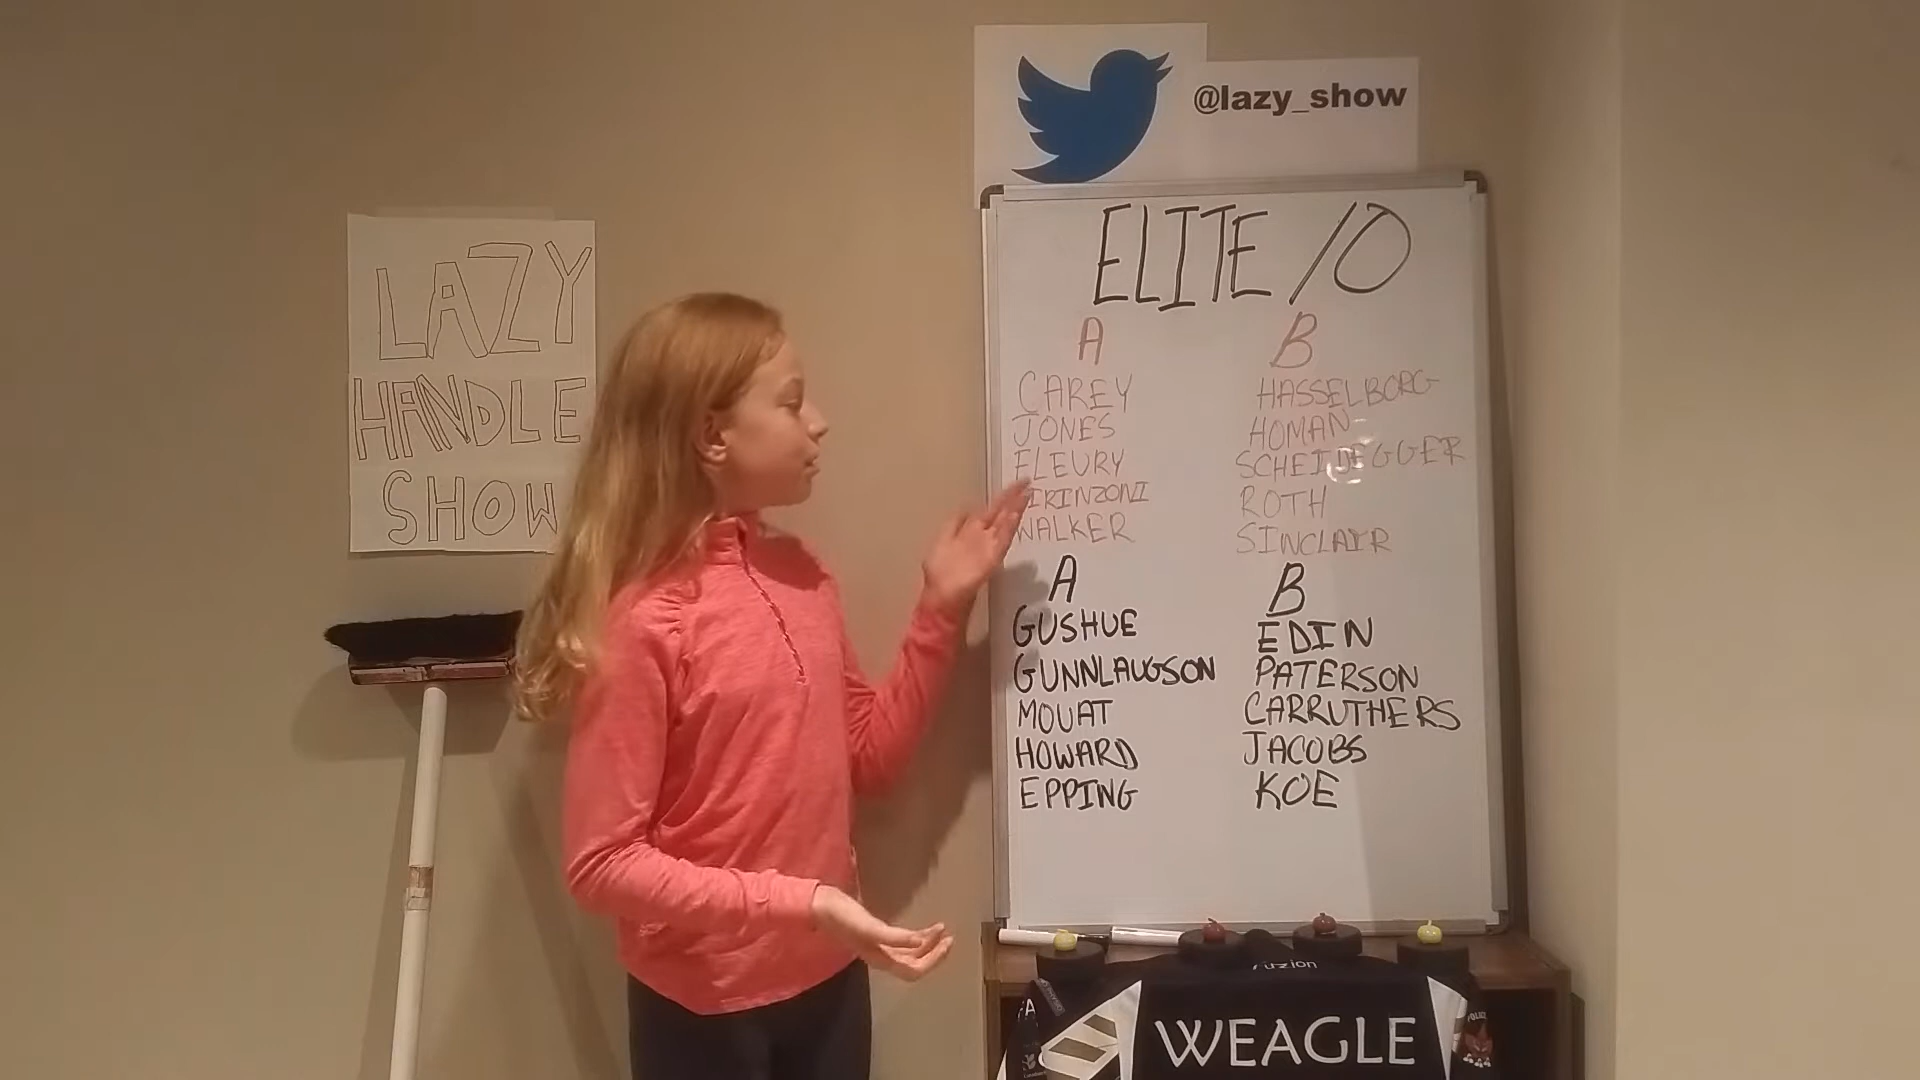 @lazy_show
LAZY
HANDLE
SHOW
ELITE 10
A
B
CAREY
HASSELBORG
JONES
HOMAN
FLEURY
SCHEIDEGGER
ROTH
WALKER
SINCLAIR
A
B
GUSHUE
EDIN
GUNNLAUGSON
PATERSON
MOUAT
CARRUTHERS
HOWARD
JACOBS
EPPING
KOE
Fuzion
WEAGLE